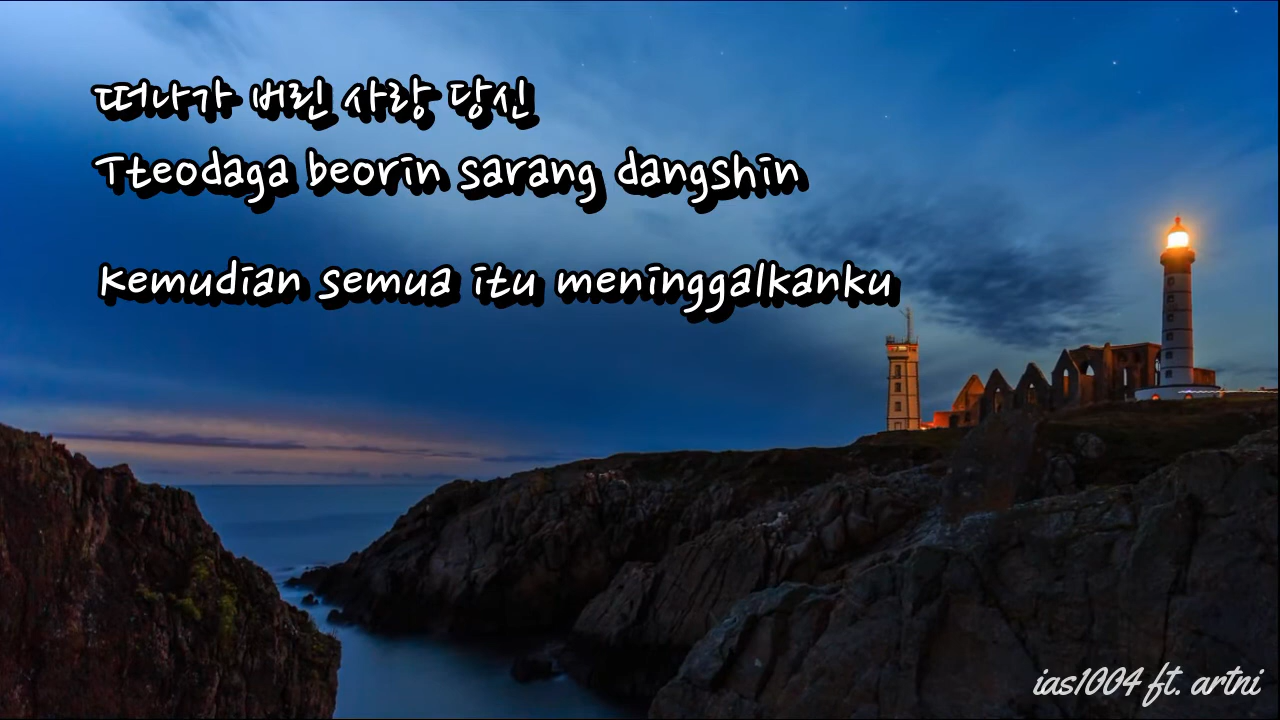 떠나가 버린 사랑 당신
Tteodaga beorin sarang dangshin
Kemudian semua itu meninggalkanku
ias1004 ft. artni